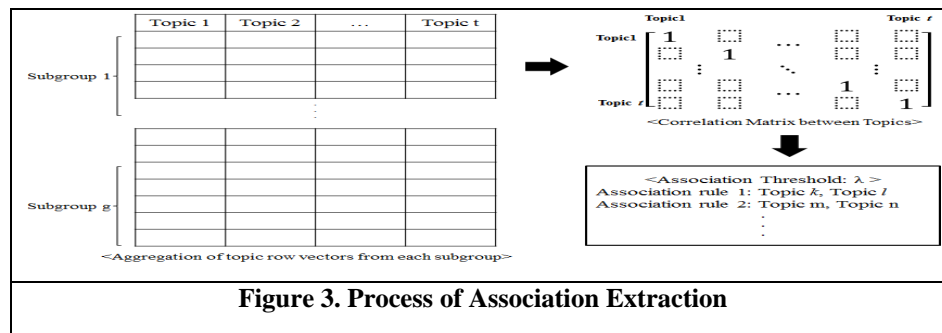 Topic 1 Topic 2 ... Topic t
Subgroup 1
⋮
Subgroup g
<Aggregation of topic row vectors from each subgroup>
Topic1 Topic t
Topic1 1 ...
1
⋮ ⋱ ⋮
... 1
Topic t 1
<Correlation Matrix between Topics>
<Association Threshold: λ >
Association rule 1: Topic k, Topic l
Association rule 2: Topic m, Topic n
.
.
.
Figure 3. Process of Association Extraction